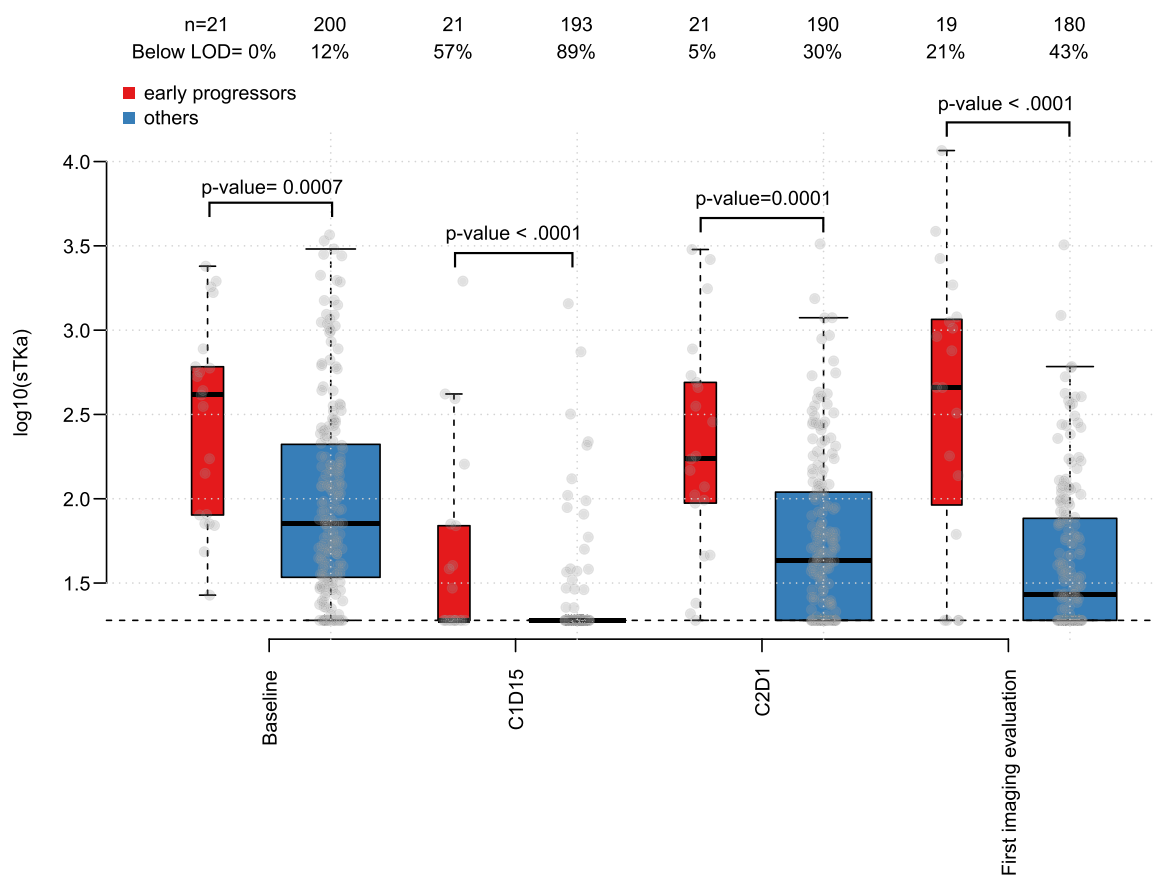 n=21 200 21 193 21 190 19 180
Below LOD= 0% 12% 57% 89% 5% 30% 21% 43%
early progressors
others
p-value < .0001
p-value= 0.0007
p-value=0.0001
p-value < .0001
4.0
3.5
3.0
2.5
2.0
1.5
log10(sTKa)
Baseline
C1D15
C2D1
First imaging evaluation